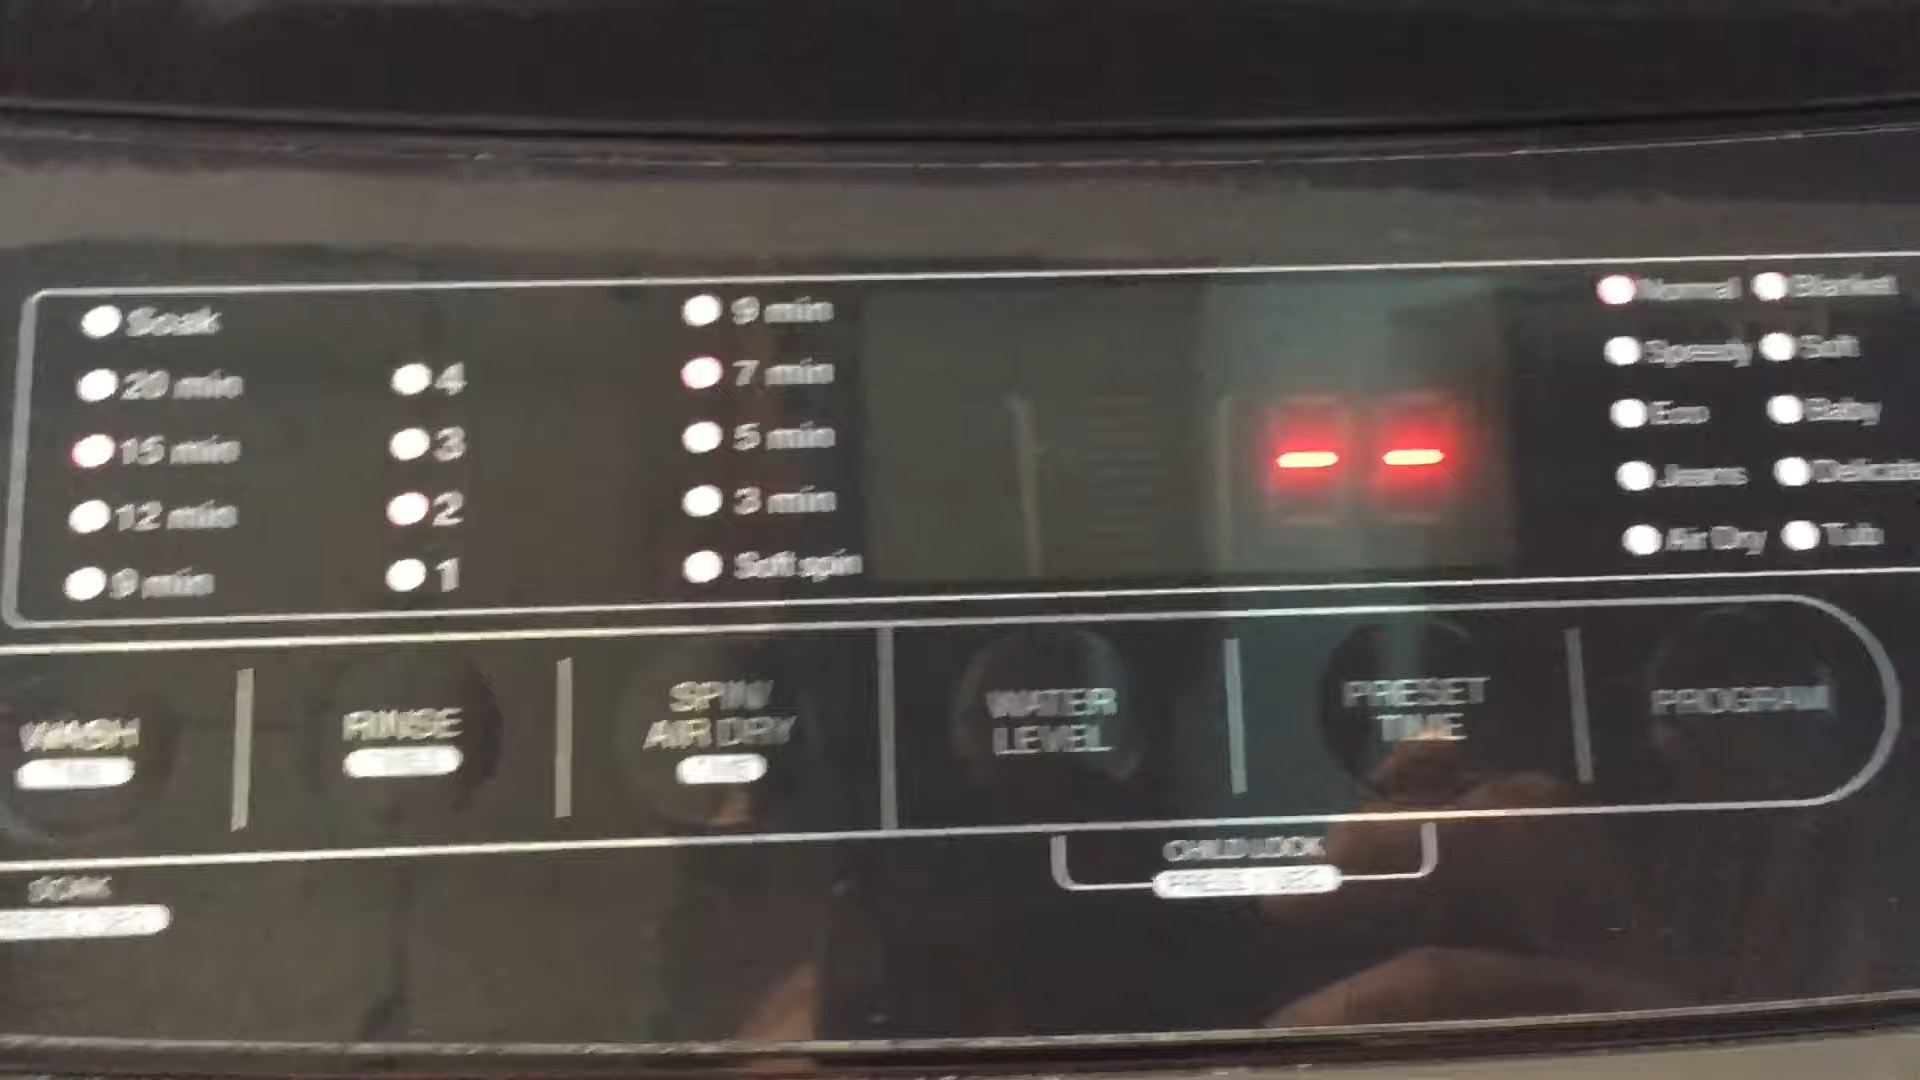 Soak
20 min
15 min
12 min
9 min
4
3
2
1
9 min
7 min
5 min
3 min
Soft spin
--
Normal Blanket
Speedy Soft
Eco Baby
Jeans Delicate
Air Dry Tub
WASH
RINSE
SPIN/
AIR DRY
WATER
LEVEL
PRESET
TIME
PROGRAM
CHILD LOCK
SOAK